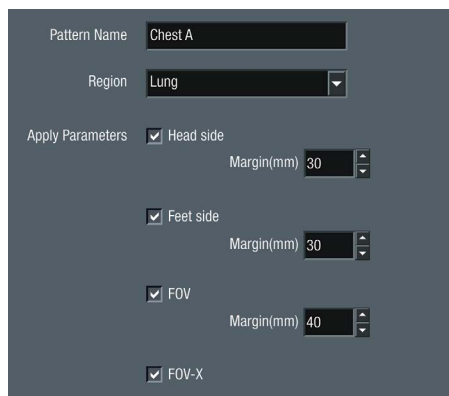 Pattern Name Chest A
Region Lung
Apply Parameters Head side
Margin(mm) 30
Feet side
Margin(mm) 30
FOV
Margin(mm) 40
FOV-X